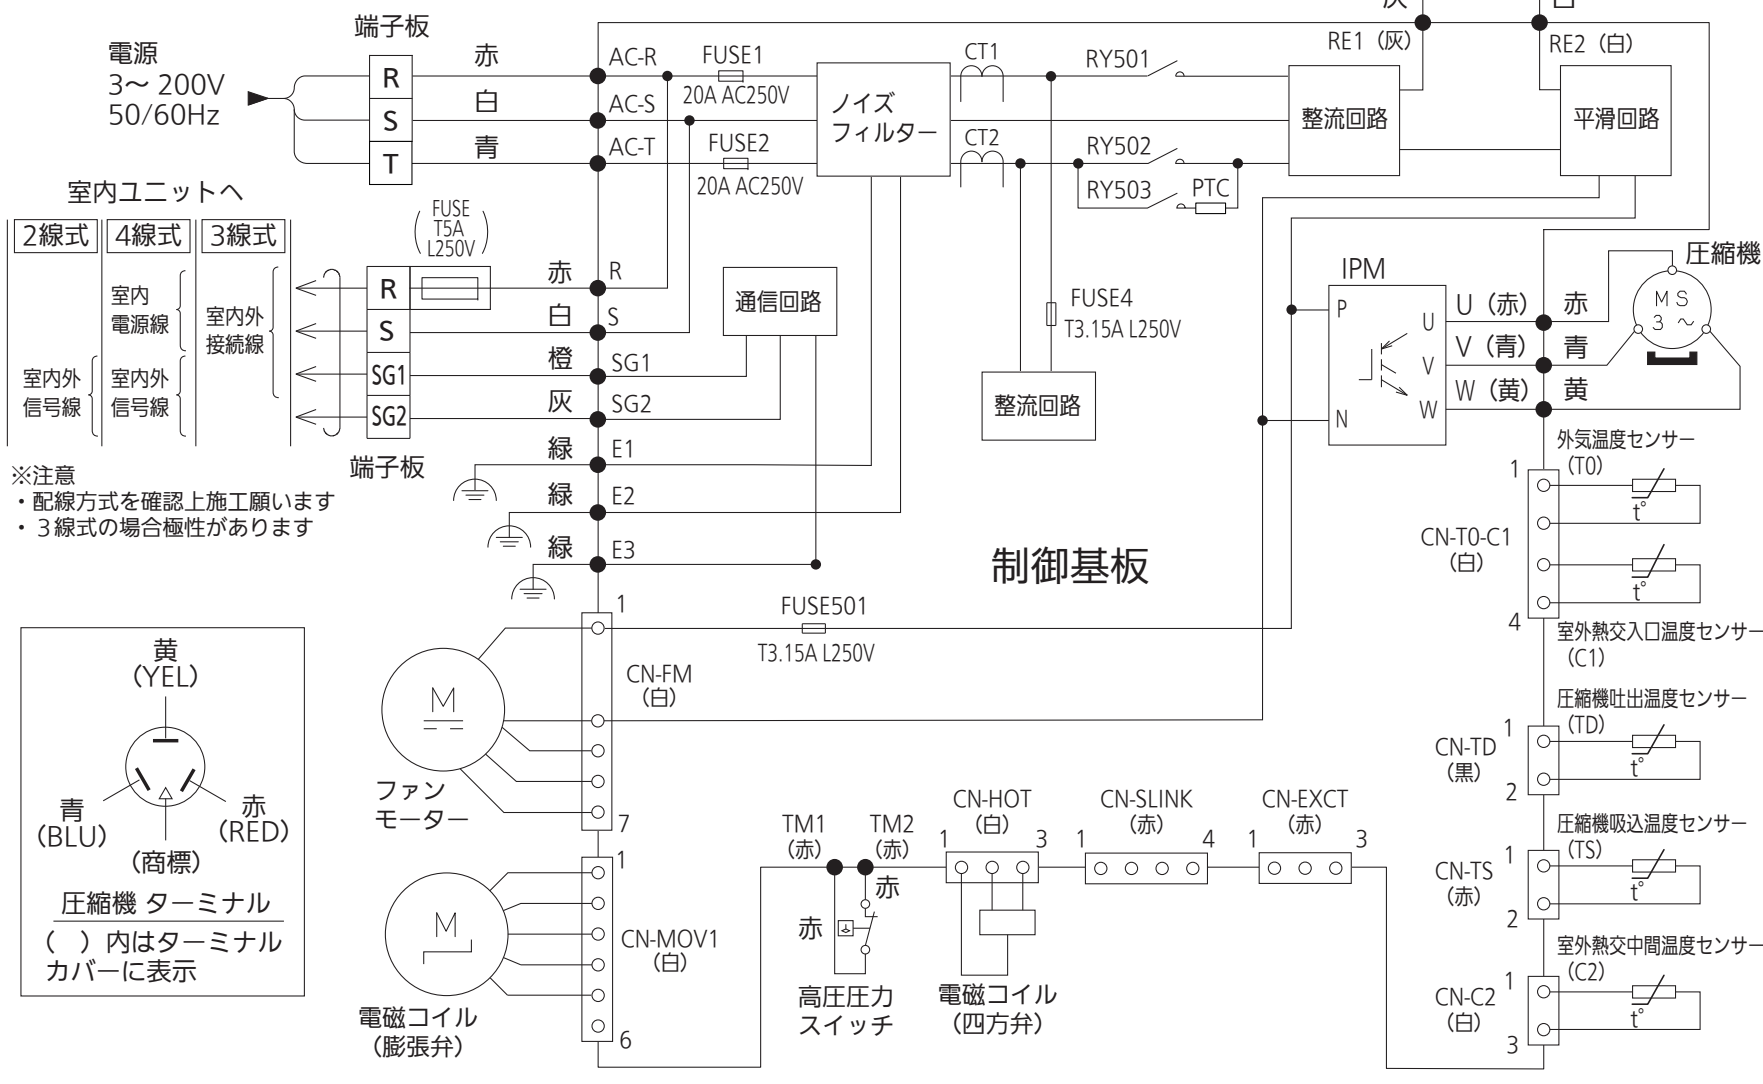 灰
白
端子板
電源
3~ 200V
50/60Hz
R
S
T
赤
白
青
AC-R
AC-S
AC-T
FUSE1
20A AC250V
FUSE2
20A AC250V
ノイズ
フィルター
CT1
CT2
RY501
RY502
RY503
PTC
RE1（灰）
RE2（白）
整流回路
平滑回路
室内ユニットへ
2線式
4線式
3線式
室内
電源線
室内外
接続線
室内外
信号線
室内外
信号線
FUSE
T5A
L250V
R
S
SG1
SG2
端子板
赤
白
橙
灰
緑
緑
緑
R
S
SG1
SG2
E1
E2
E3
通信回路
FUSE4
T3.15A L250V
整流回路
IPM
P
N
U
V
W
U（赤）
V（青）
W（黄）
赤
青
黄
圧縮機
MS
3～
※注意
・配線方式を確認上施工願います
・３線式の場合極性があります
制御基板
外気温度センサー
（T0）
1
t°
CN-T0-C1
（白）
t°
4
室外熱交入口温度センサー
（C1）
圧縮機吐出温度センサー
（TD）
1
CN-TD
（黒）
t°
2
圧縮機吸込温度センサー
（TS）
1
CN-TS
（赤）
t°
2
室外熱交中間温度センサー
（C2）
1
CN-C2
（白）
t°
3
黄
（YEL）
青
（BLU）
赤
（RED）
（商標）
圧縮機 ターミナル
（　）内はターミナル
カバーに表示
1
FUSE501
T3.15A L250V
CN-FM
（白）
M
ファン
モーター
7
1
M
CN-MOV1
（白）
6
電磁コイル
（膨張弁）
TM1
（赤）
TM2
（赤）
赤
赤
高圧圧力
スイッチ
CN-HOT
（白）
1
3
電磁コイル
（四方弁）
CN-SLINK
（赤）
1
4
CN-EXCT
（赤）
1
3